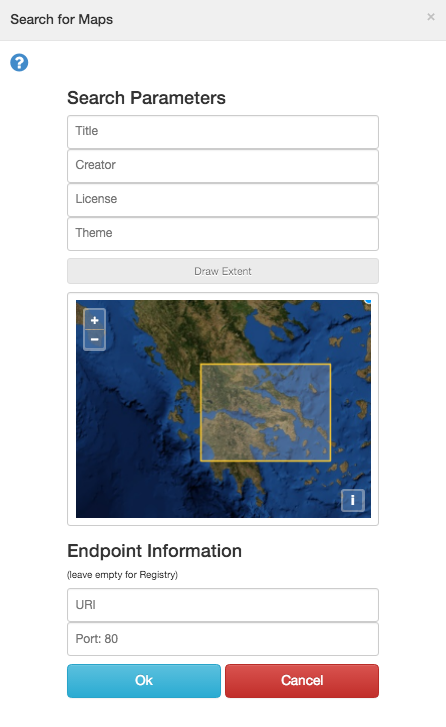 Search for Maps
×
?
Search Parameters
Title
Creator
License
Theme
Draw Extent
+
−
i
Endpoint Information
(leave empty for Registry)
URI
Port: 80
Ok
Cancel